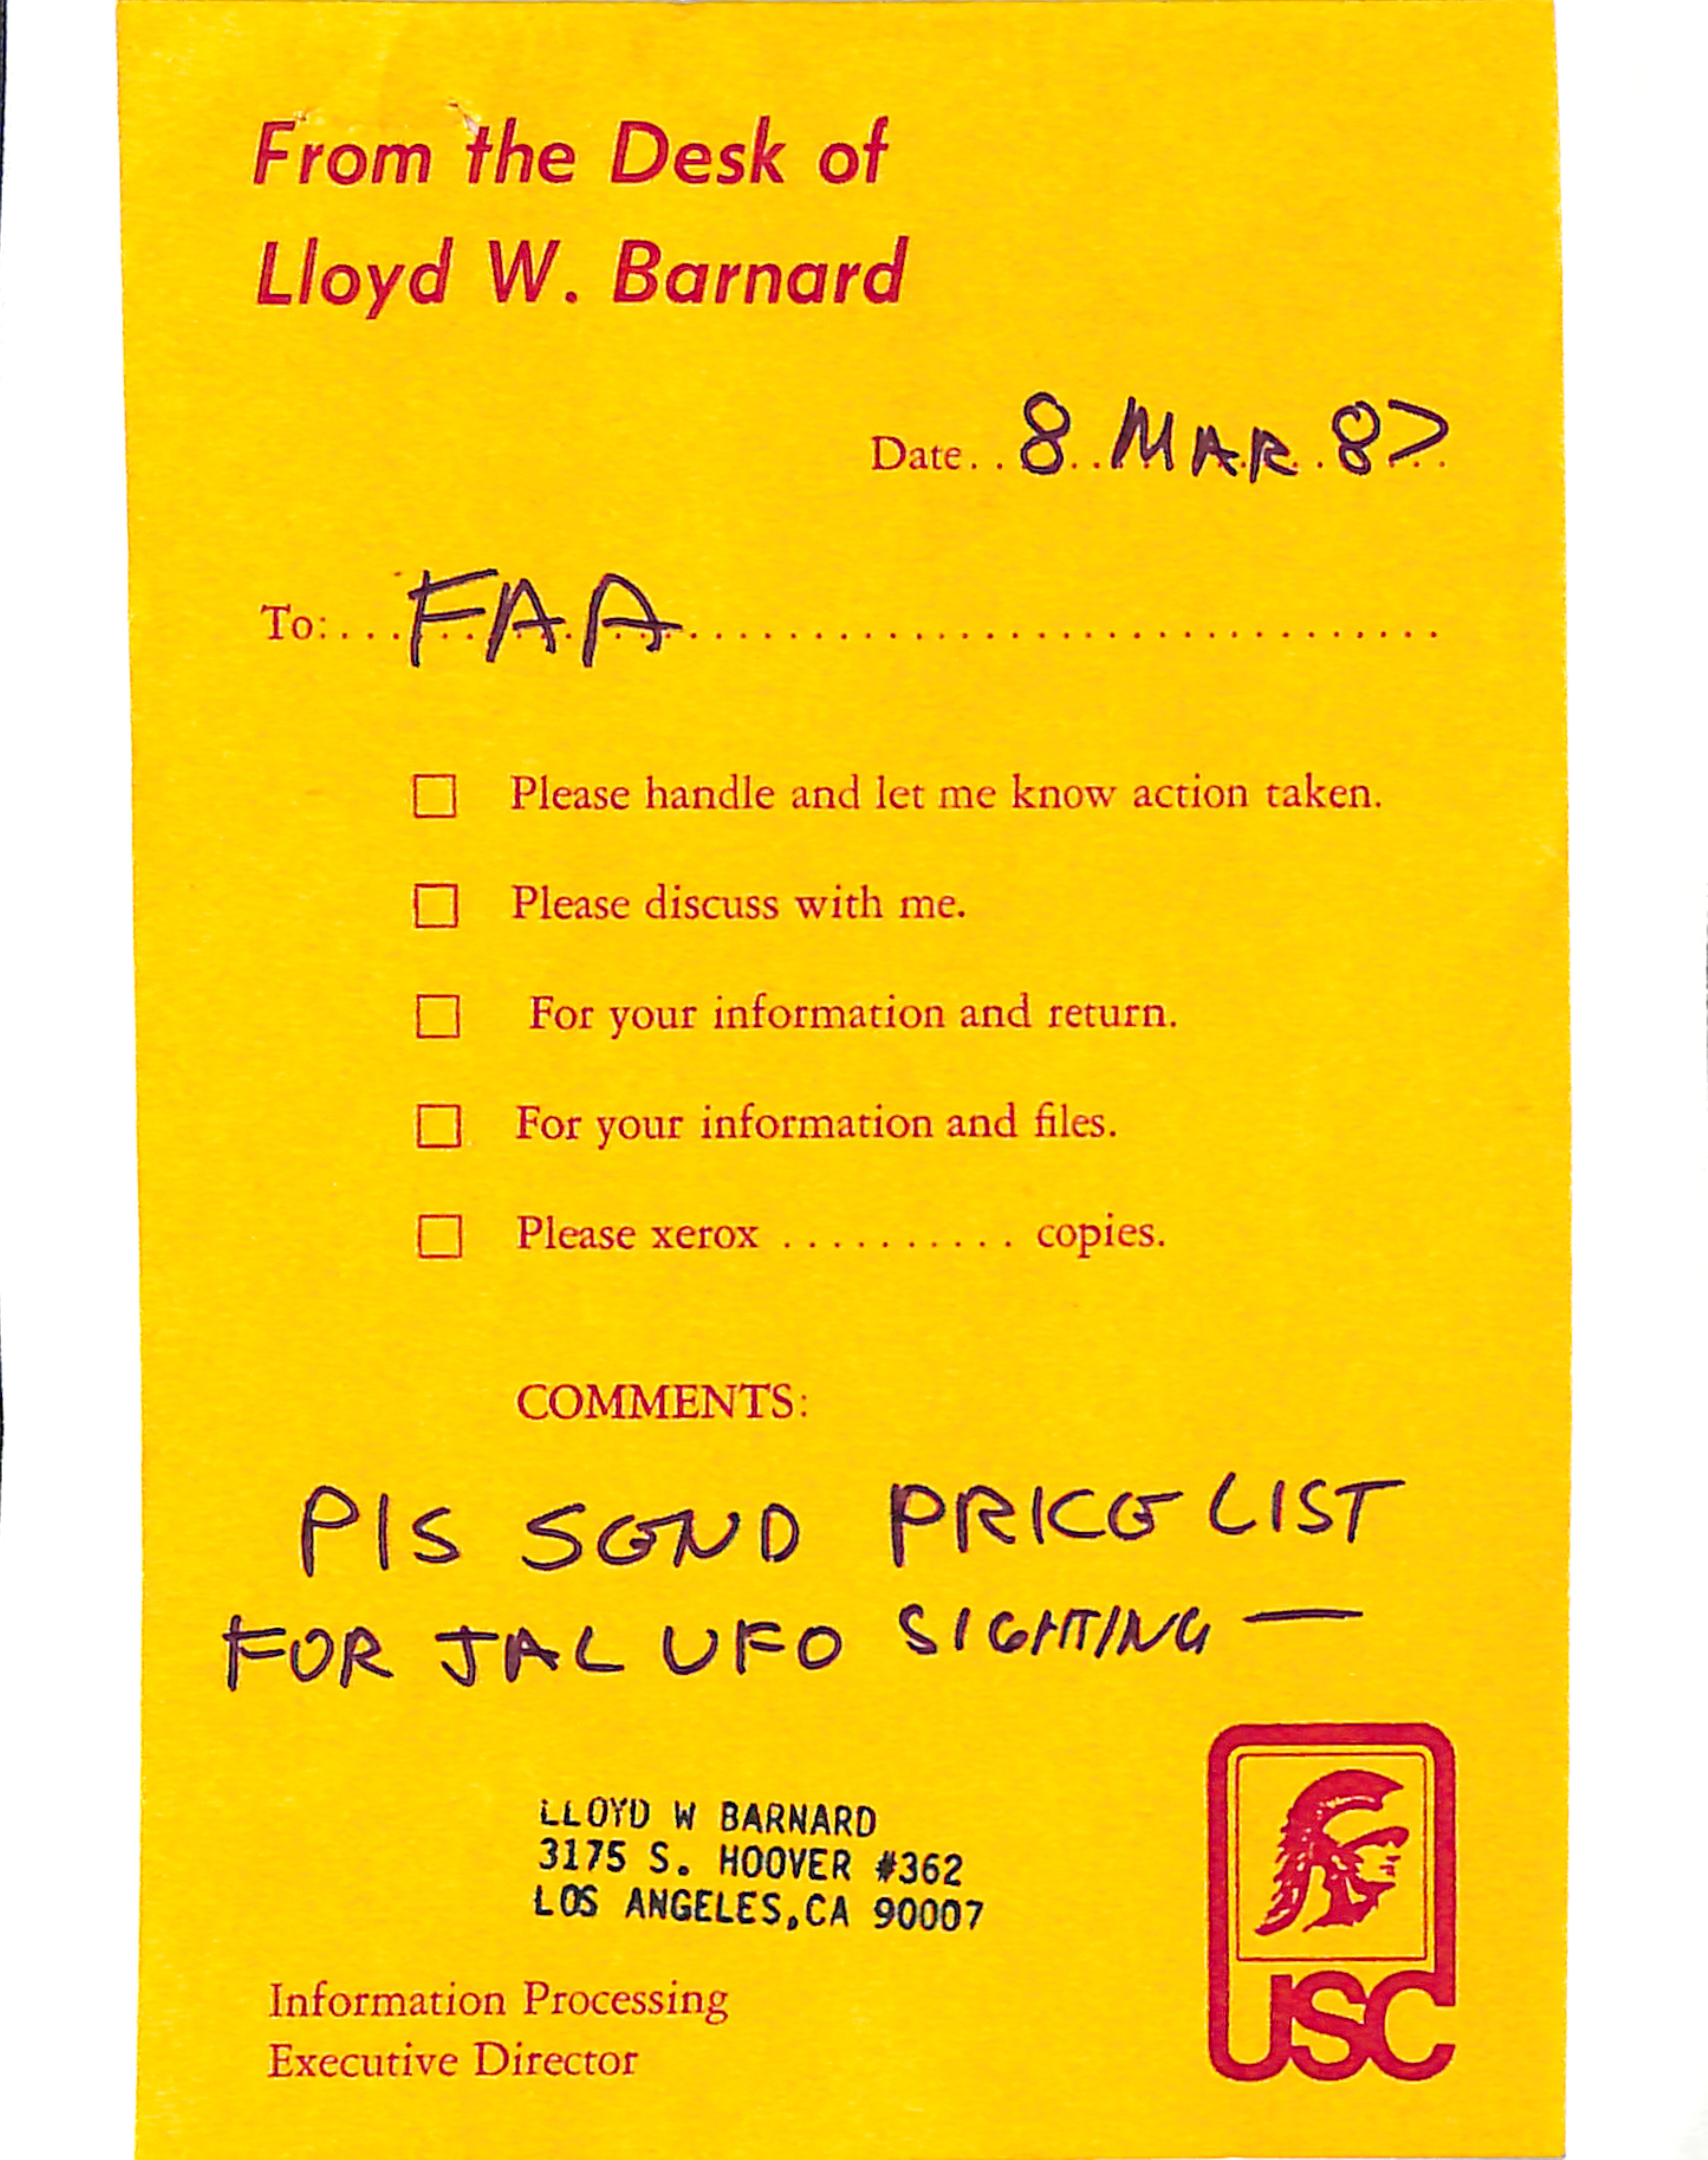 From the Desk of
Lloyd W. Barnard
Date.. 8 MAR 87
To:... FAA
☐ Please handle and let me know action taken.
☐ Please discuss with me.
☐ For your information and return.
☐ For your information and files.
☐ Please xerox .......... copies.
COMMENTS:
PlS SEND PRICE LIST
FOR JAL UFO SIGHTING —
LLOYD W BARNARD
3175 S. HOOVER #362
LOS ANGELES,CA 90007
Information Processing
Executive Director
USC